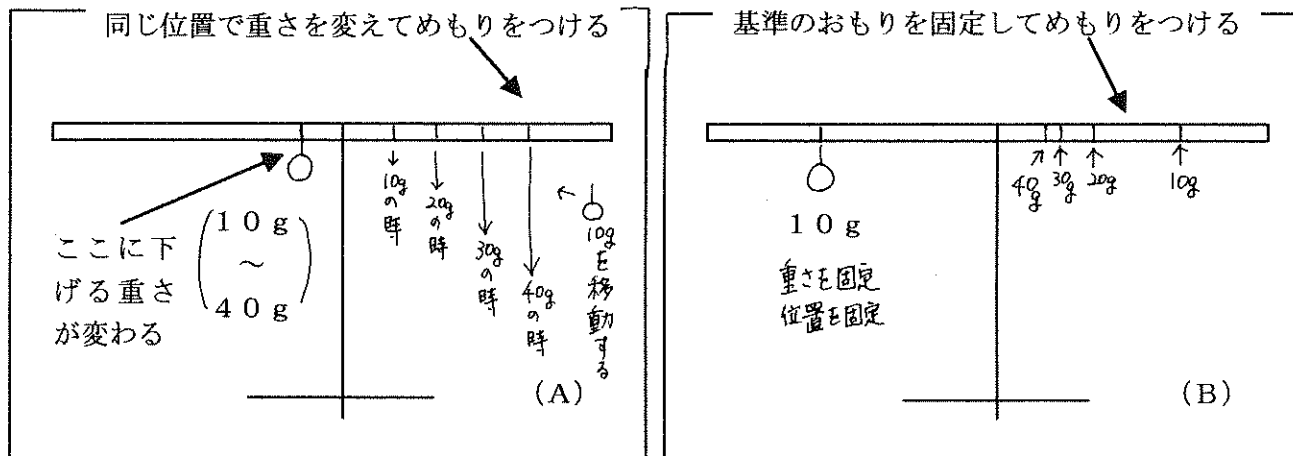 同じ位置で重さを変えてめもりをつける
ここに下
げる重さ
が変わる
10g
～
40g
10gの時
20gの時
30gの時
40gの時
10gを移動する
(A)
基準のおもりを固定してめもりをつける
40g
30g
20g
10g
10g
重さを固定
位置を固定
(B)